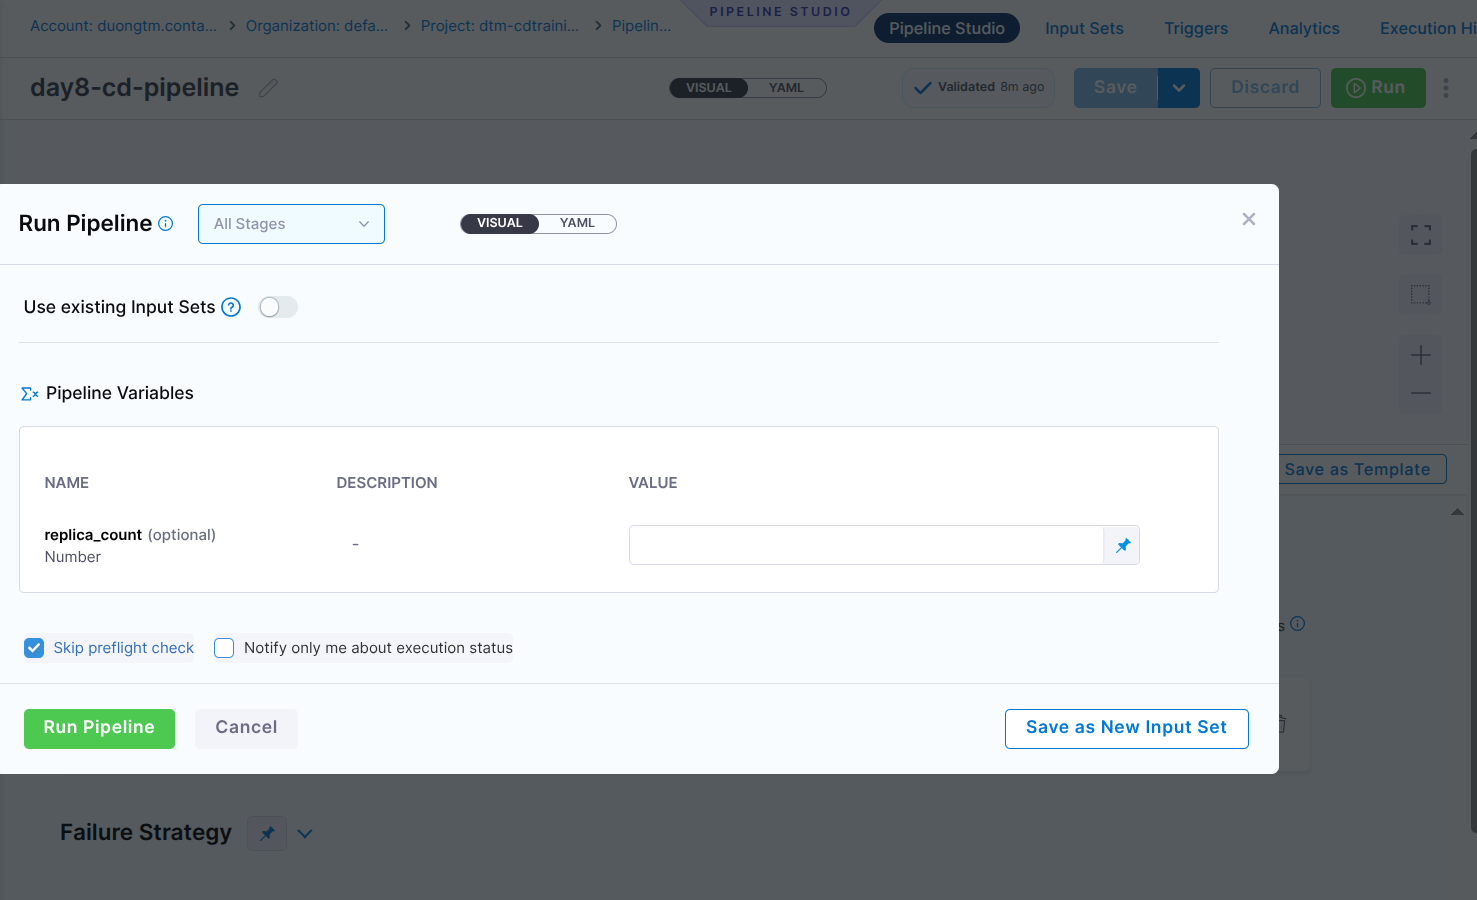 PIPELINE STUDIO
Account: duongtm.conta... > Organization: defa... > Project: dtm-cdtraini... > Pipelin...
Pipeline Studio Input Sets Triggers Analytics Execution Hi
day8-cd-pipeline
VISUAL YAML
Validated 8m ago
Save
Discard
Run
Run Pipeline
All Stages
VISUAL YAML
Use existing Input Sets
Pipeline Variables
NAME DESCRIPTION VALUE
replica_count (optional)
Number
-
Save as Template
s
Skip preflight check
Notify only me about execution status
Run Pipeline
Cancel
Save as New Input Set
Failure Strategy